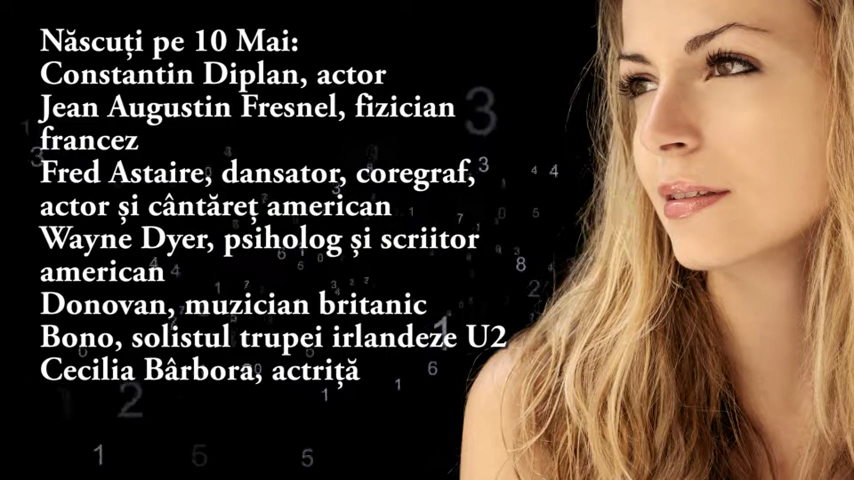 Născuți pe 10 Mai:
Constantin Diplan, actor
Jean Augustin Fresnel, fizician
francez
Fred Astaire, dansator, coregraf,
actor și cântăreț american
Wayne Dyer, psiholog și scriitor
american
Donovan, muzician britanic
Bono, solistul trupei irlandeze U2
Cecilia Bârbora, actriță